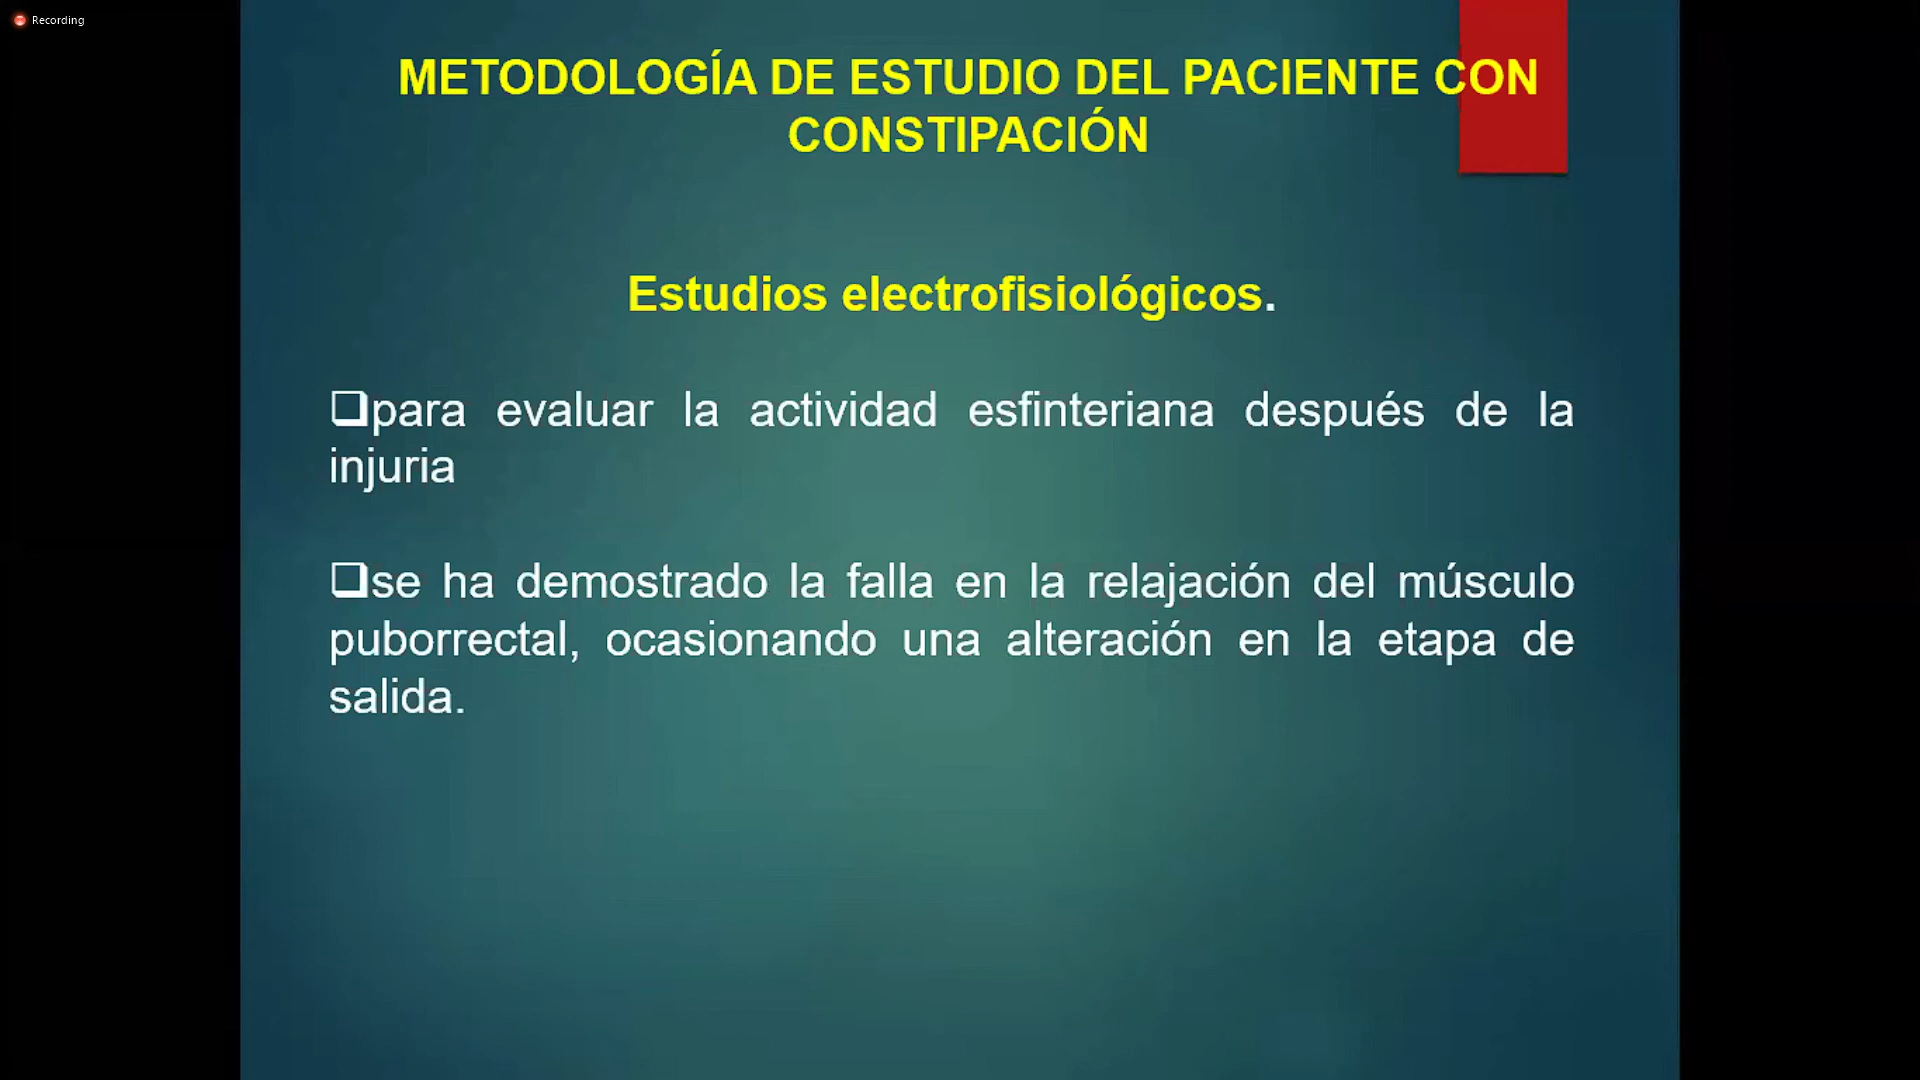 Recording
METODOLOGÍA DE ESTUDIO DEL PACIENTE CON
CONSTIPACIÓN
Estudios electrofisiológicos.
❑para evaluar la actividad esfinteriana después de la
injuria
❑se ha demostrado la falla en la relajación del músculo
puborrectal, ocasionando una alteración en la etapa de
salida.